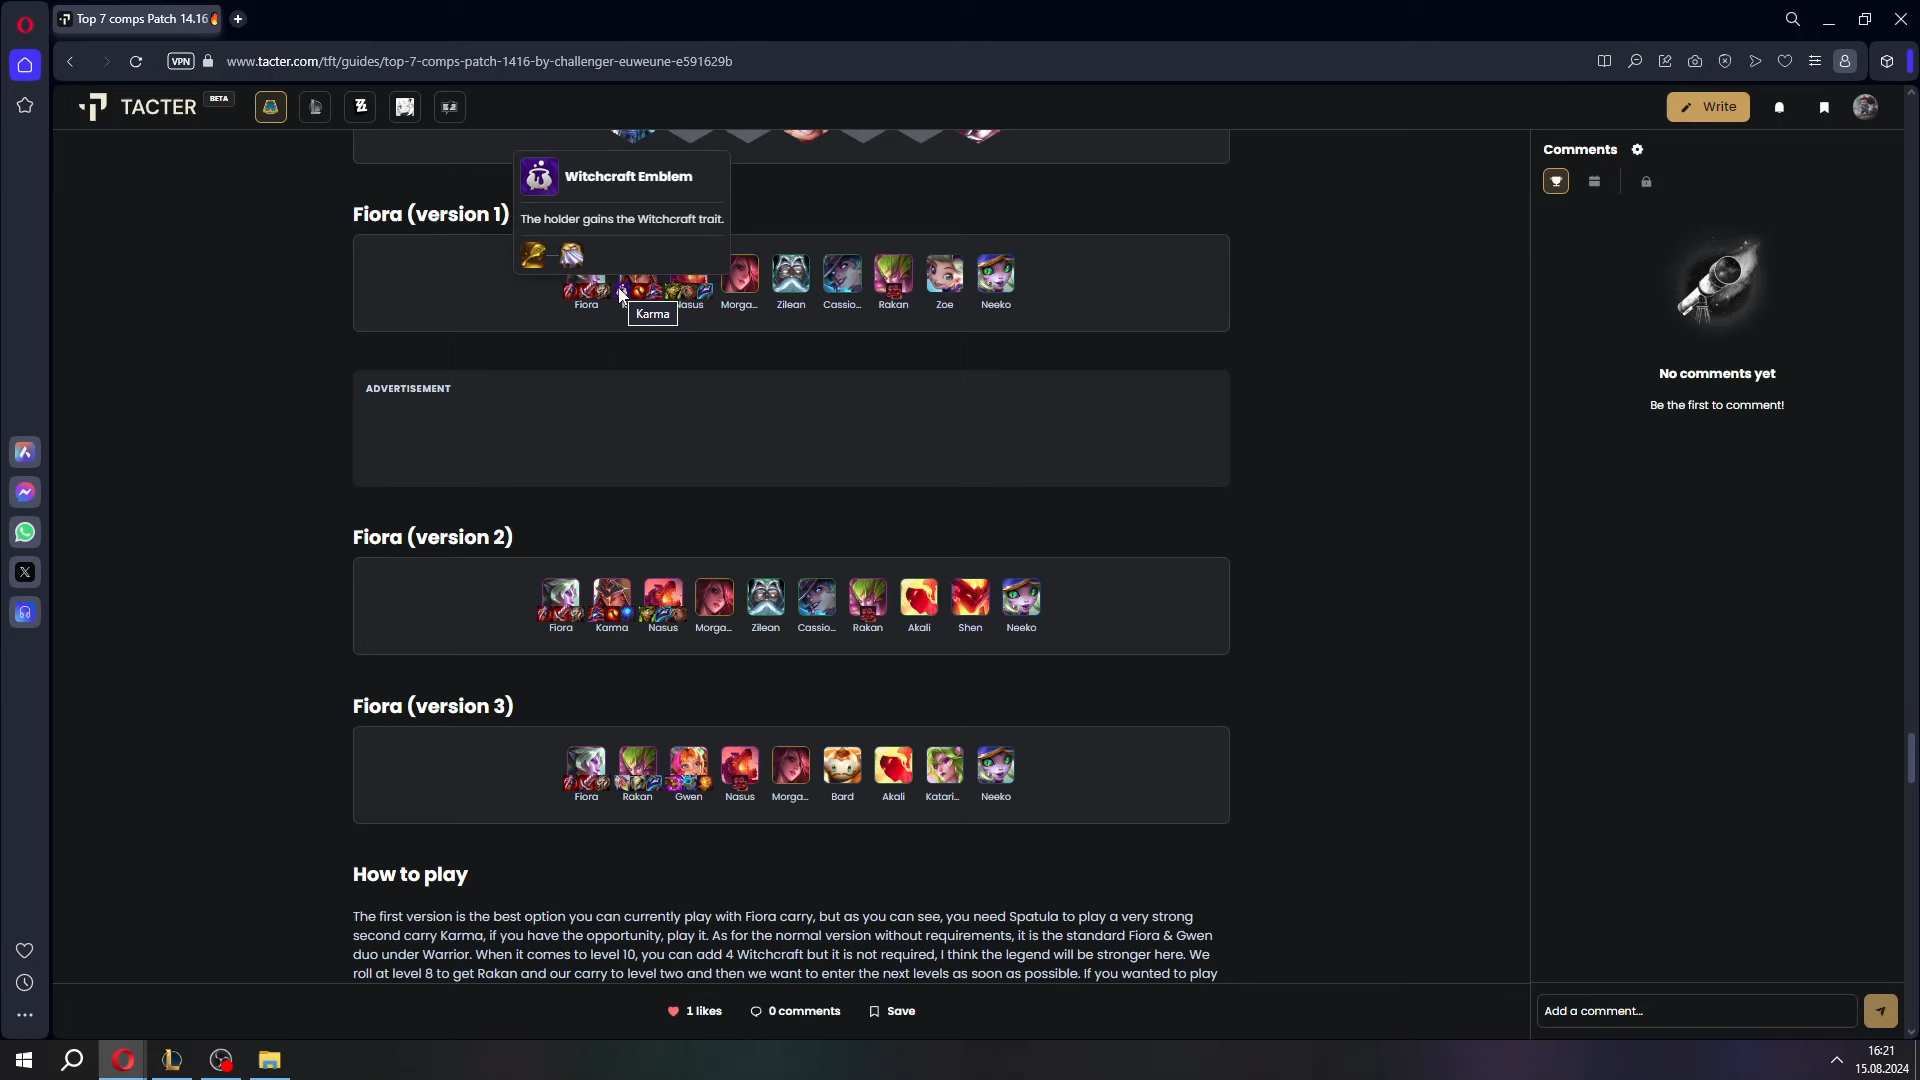 Top 7 comps Patch 14.16
VPN
www.tacter.com/tft/guides/top-7-comps-patch-1416-by-challenger-euweune-e591629b
TACTER
BETA
Write
Comments
Witchcraft Emblem
The holder gains the Witchcraft trait.
Fiora (version 1)
Fiora
Nasus
Morga...
Zilean
Cassio...
Rakan
Zoe
Neeko
Karma
No comments yet
Be the first to comment!
ADVERTISEMENT
Fiora (version 2)
Fiora
Karma
Nasus
Morga...
Zilean
Cassio...
Rakan
Akali
Shen
Neeko
Fiora (version 3)
Fiora
Rakan
Gwen
Nasus
Morga...
Bard
Akali
Katari...
Neeko
How to play
The first version is the best option you can currently play with Fiora carry, but as you can see, you need Spatula to play a very strong
second carry Karma, if you have the opportunity, play it. As for the normal version without requirements, it is the standard Fiora & Gwen
duo under Warrior. When it comes to level 10, you can add 4 Witchcraft but it is not required, I think the legend will be stronger here. We
roll at level 8 to get Rakan and our carry to level two and then we want to enter the next levels as soon as possible. If you wanted to play
1 likes
0 comments
Save
Add a comment...
16:21
15.08.2024